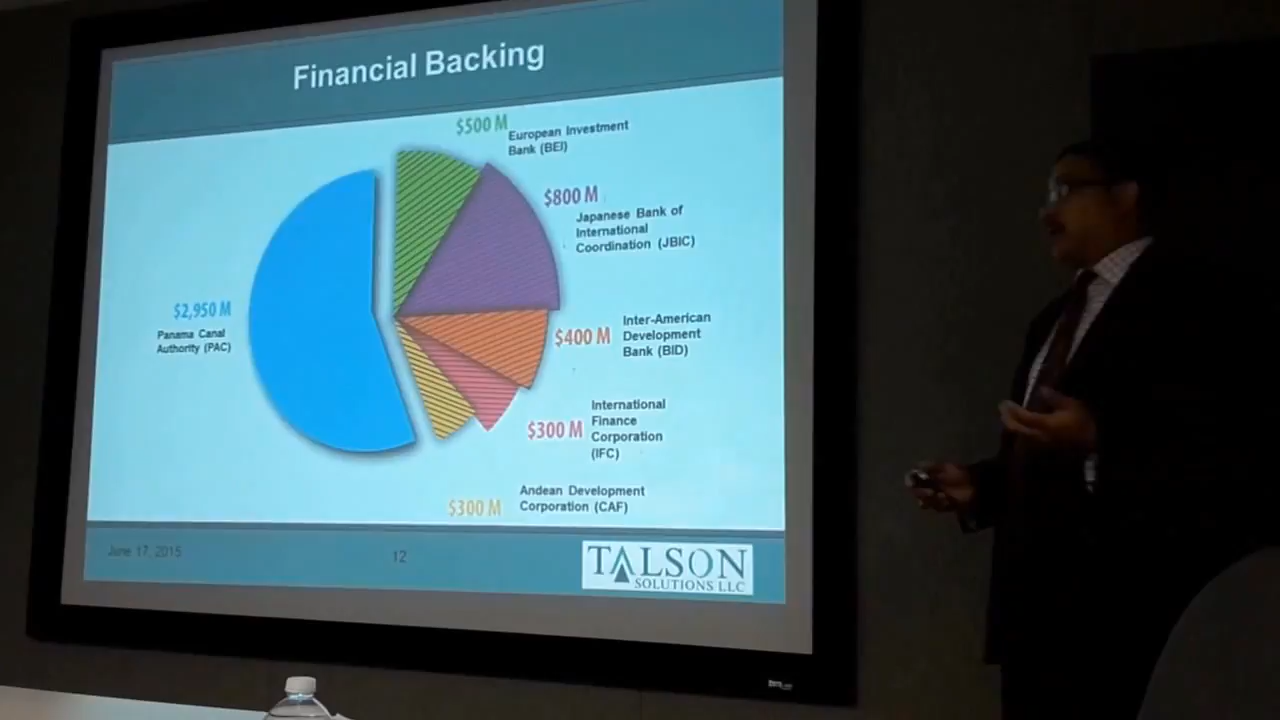 Financial Backing
$500 M
European Investment
Bank (BEI)
$800 M
Japanese Bank of
International
Coordination (JBIC)
$2,950 M
Panama Canal
Authority (PAC)
$400 M
Inter-American
Development
Bank (BID)
$300 M
International
Finance
Corporation
(IFC)
$300 M
Andean Development
Corporation (CAF)
June 17, 2015
12
TALSON
SOLUTIONS LLC